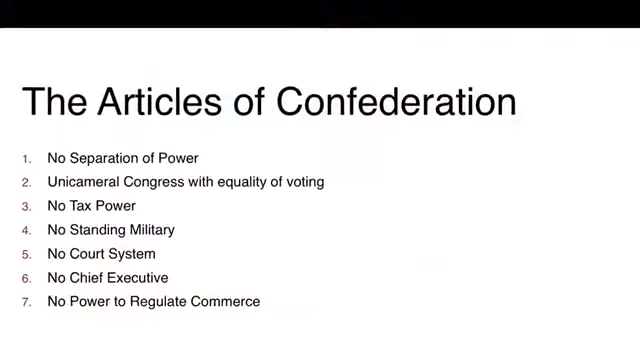 The Articles of Confederation
1. No Separation of Power
2. Unicameral Congress with equality of voting
3. No Tax Power
4. No Standing Military
5. No Court System
6. No Chief Executive
7. No Power to Regulate Commerce